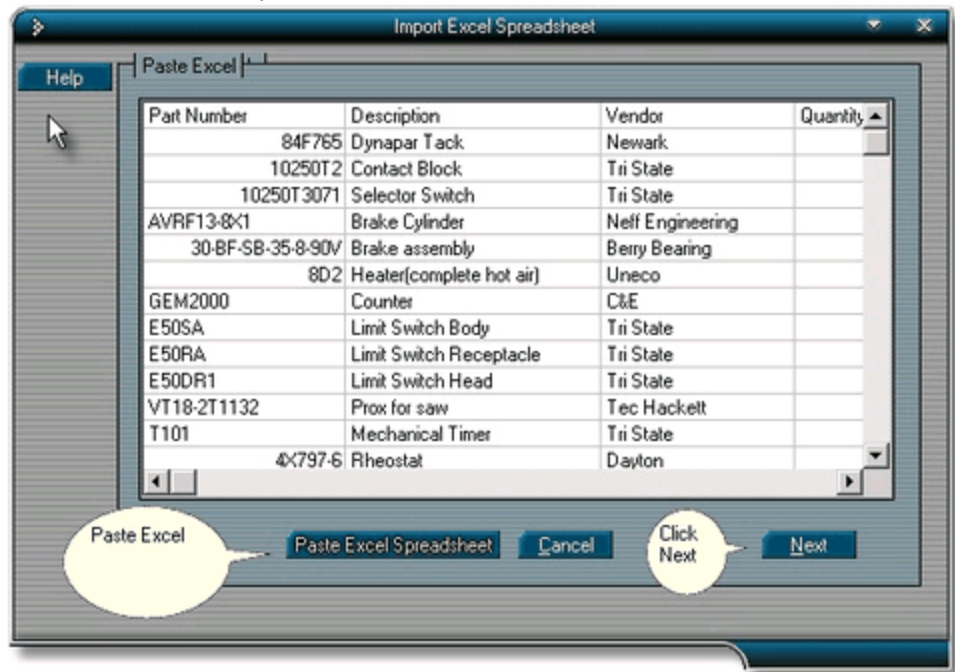 Import Excel Spreadsheet
Help
Paste Excel
Part Number Description Vendor Quantity
84F765 Dynapar Tack Newark
10250T2 Contact Block Tri State
10250T3071 Selector Switch Tri State
AVRF13-8X1 Brake Cylinder Neff Engineering
30-BF-SB-35-8-90V Brake assembly Berry Bearing
8D2 Heater(complete hot air) Uneco
GEM2000 Counter C&E
E50SA Limit Switch Body Tri State
E50RA Limit Switch Receptacle Tri State
E50DR1 Limit Switch Head Tri State
VT18-2T1132 Prox for saw Tec Hackett
T101 Mechanical Timer Tri State
4X797-6 Rheostat Dayton
Paste Excel
Paste Excel Spreadsheet Cancel
Click
Next
Next